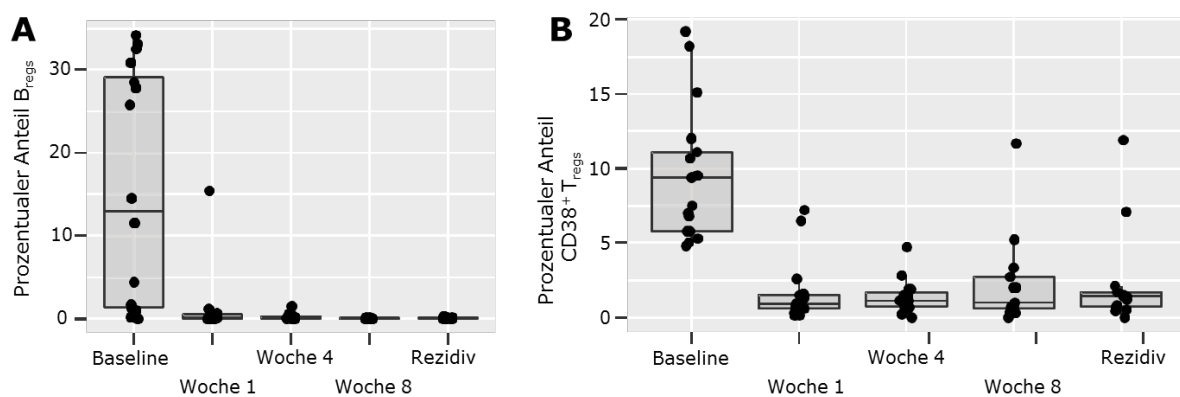 A
Prozentualer Anteil Bregs
30
20
10
0
Baseline
Woche 1
Woche 4
Woche 8
Rezidiv
B
Prozentualer Anteil
CD38⁺Tregs
20
15
10
5
0
Baseline
Woche 1
Woche 4
Woche 8
Rezidiv